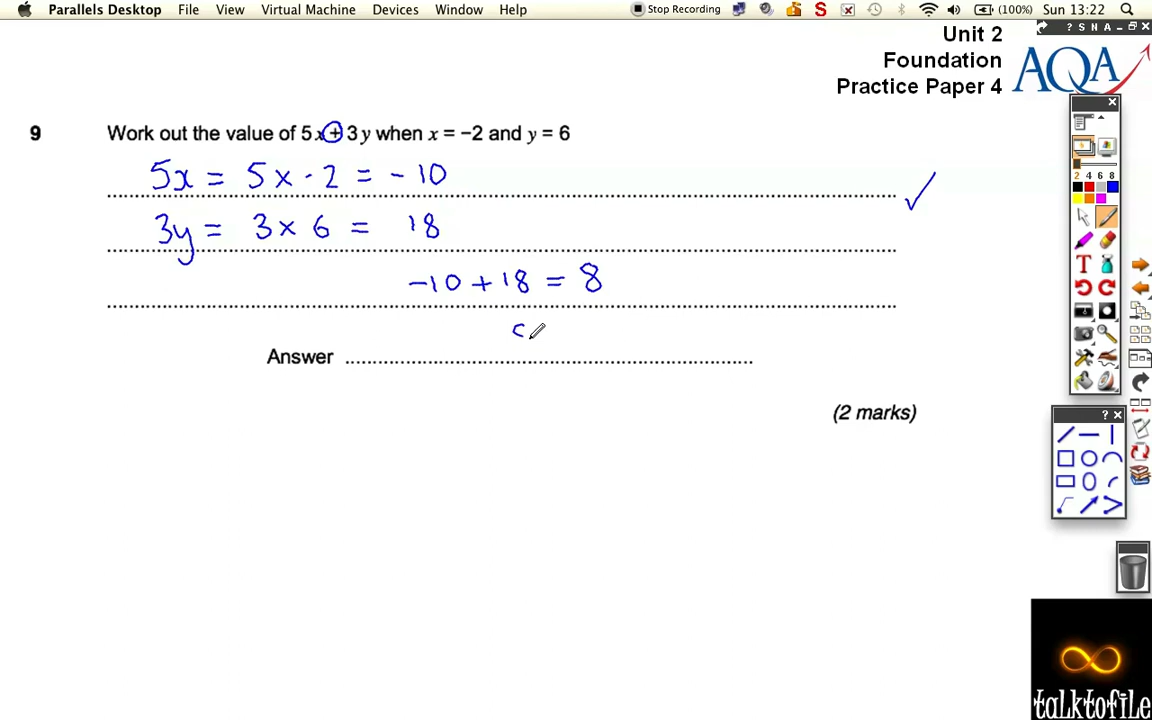 Parallels Desktop File View Virtual Machine Devices Window Help Stop Recording S (100%) Sun 13:22
? S N A
Unit 2
Foundation
Practice Paper 4
AQA
9 Work out the value of 5x + 3y when x = −2 and y = 6
5x = 5 x - 2 = - 10
3y = 3 x 6 = 18
-10 + 18 = 8
Answer ......................................................................
(2 marks)
2 4 6 8
T
?
talktofile